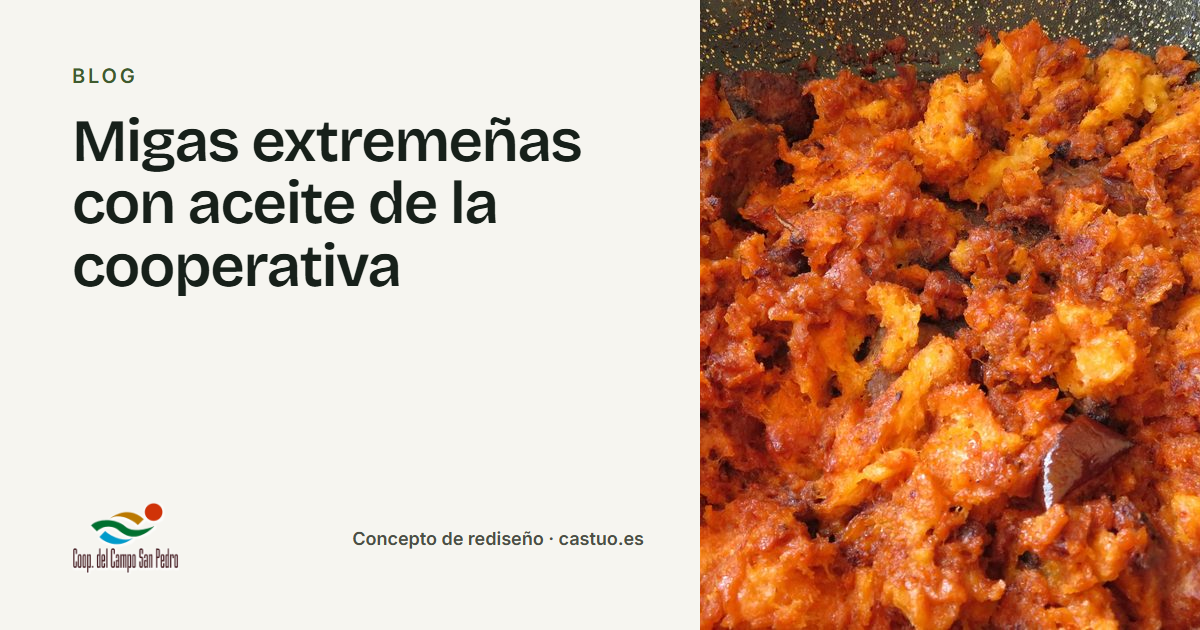 BLOG
Migas extremeñas
con aceite de la
cooperativa
Coop. del Campo San Pedro
Concepto de rediseño · castuo.es